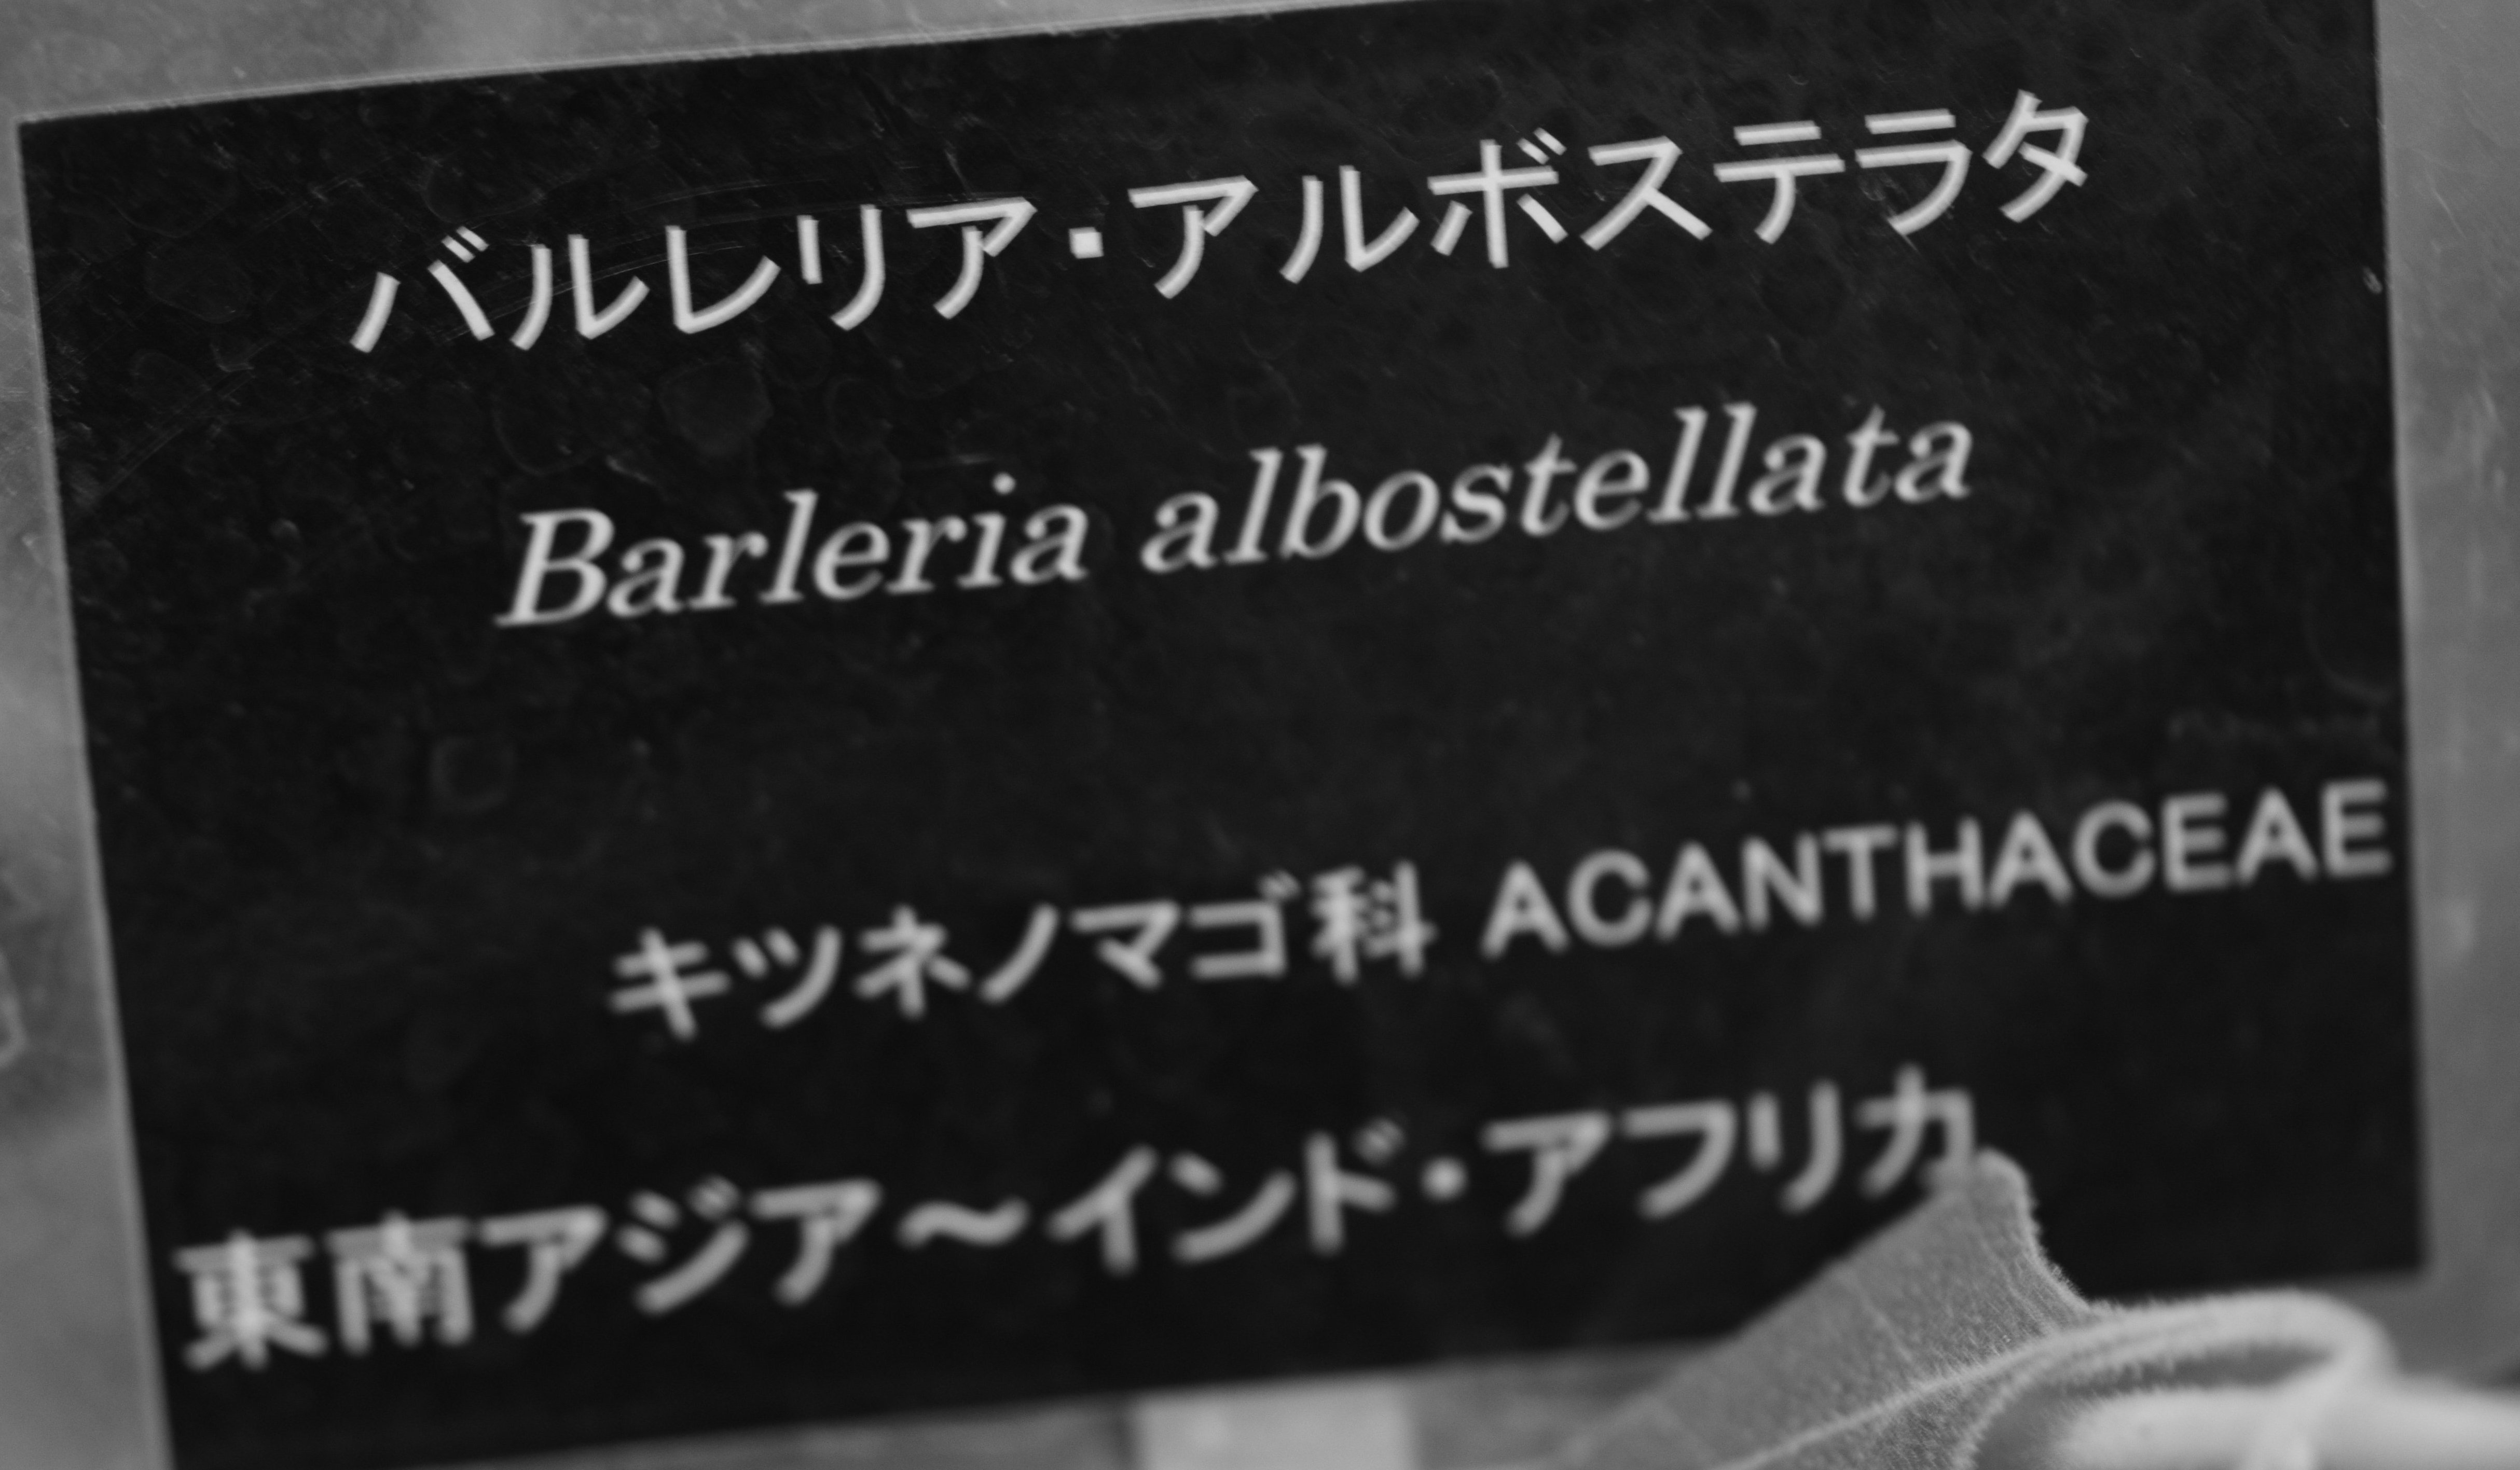 バルレリア・アルボステラタ
Barleria albostellata
キツネノマゴ科 ACANTHACEAE
東南アジア～インド・アフリカ